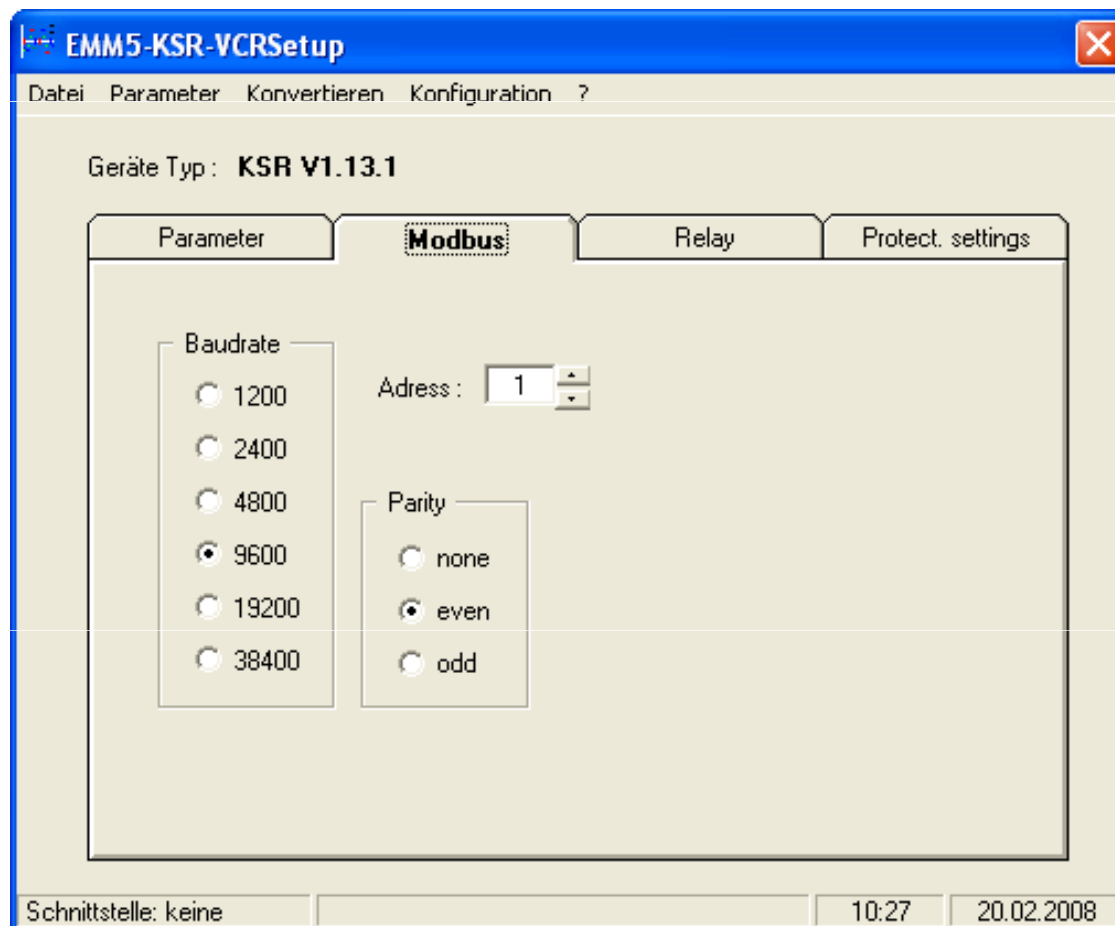 EMM5-KSR-VCRSetup
Datei Parameter Konvertieren Konfiguration ?
Geräte Typ : KSR V1.13.1
Parameter Modbus Relay Protect. settings
Baudrate
1200
2400
4800
9600
19200
38400
Adress : 1
Parity
none
even
odd
Schnittstelle: keine 10:27 20.02.2008